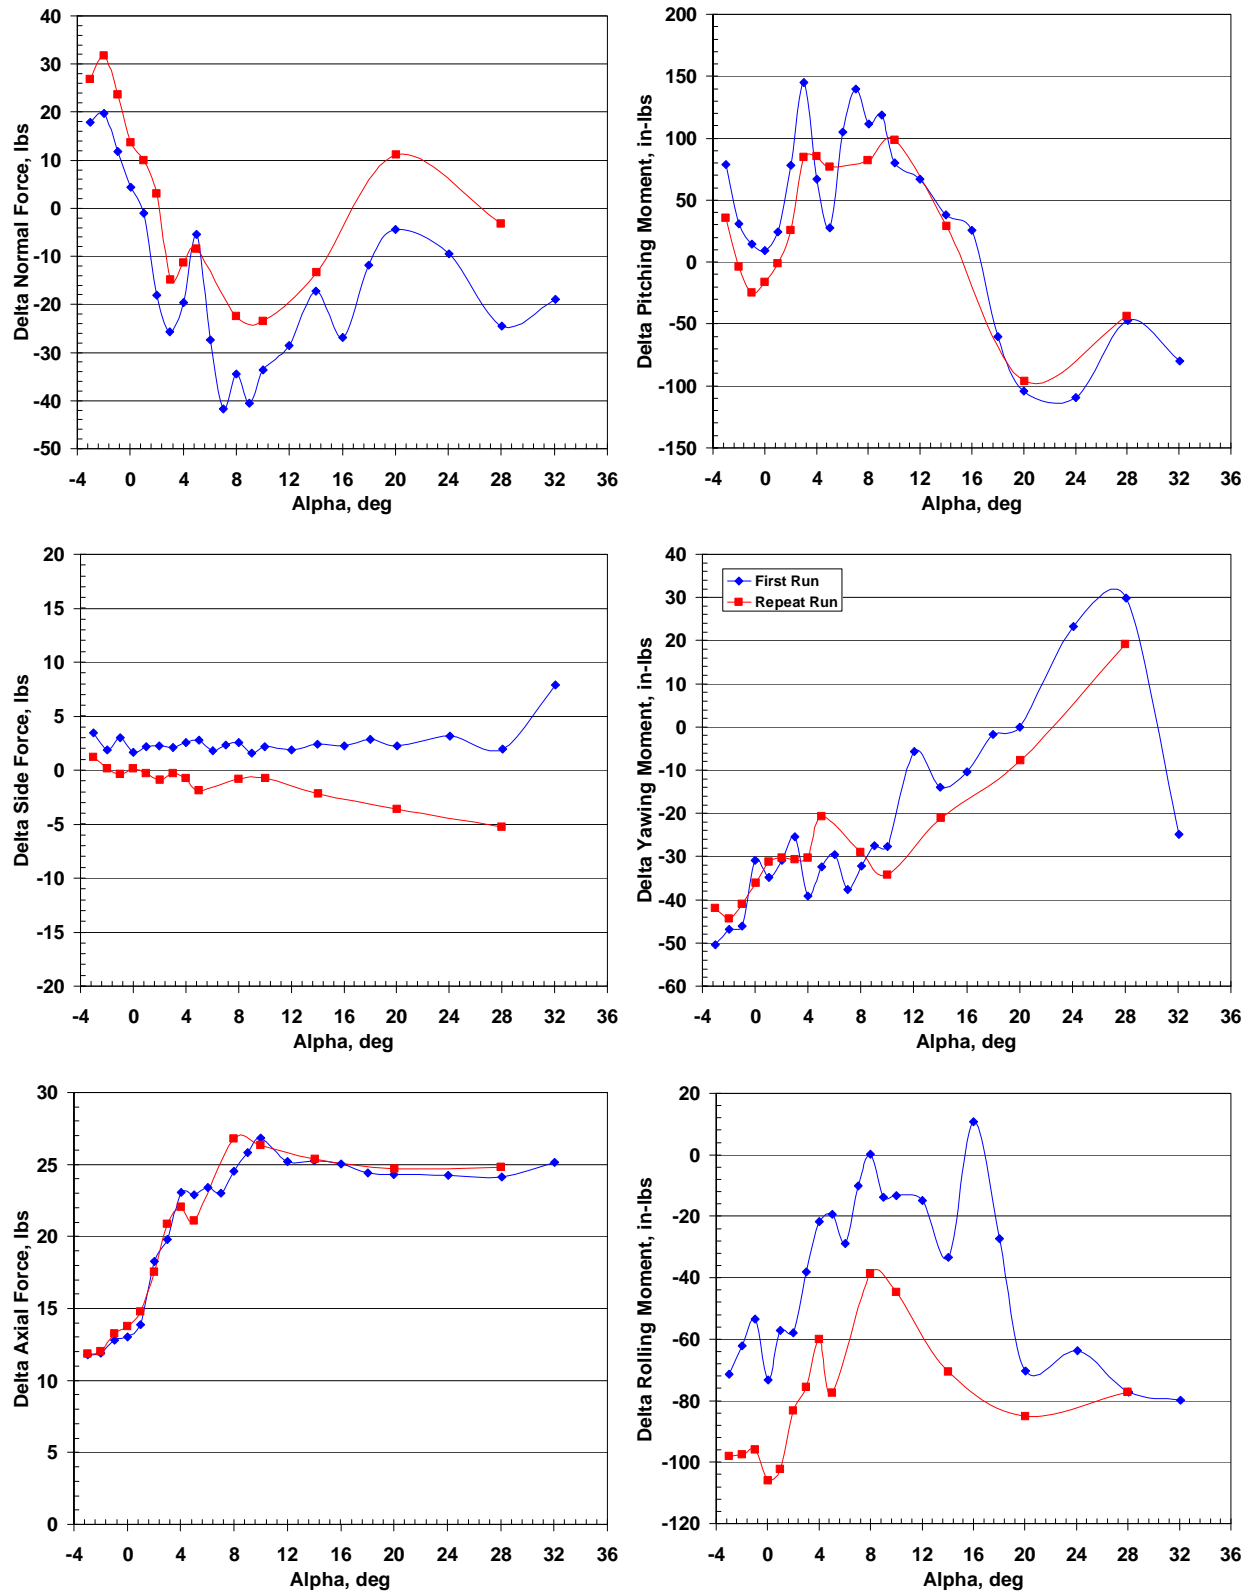 Delta Normal Force, lbs
40
30
20
10
0
-10
-20
-30
-40
-50
-4 0 4 8 12 16 20 24 28 32 36
Alpha, deg
Delta Pitching Moment, in-lbs
200
150
100
50
0
-50
-100
-150
-4 0 4 8 12 16 20 24 28 32 36
Alpha, deg
Delta Side Force, lbs
20
15
10
5
0
-5
-10
-15
-20
-4 0 4 8 12 16 20 24 28 32 36
Alpha, deg
Delta Yawing Moment, in-lbs
40
30
20
10
0
-10
-20
-30
-40
-50
-60
First Run
Repeat Run
-4 0 4 8 12 16 20 24 28 32 36
Alpha, deg
Delta Axial Force, lbs
30
25
20
15
10
5
0
-4 0 4 8 12 16 20 24 28 32 36
Alpha, deg
Delta Rolling Moment, in-lbs
20
0
-20
-40
-60
-80
-100
-120
-4 0 4 8 12 16 20 24 28 32 36
Alpha, deg